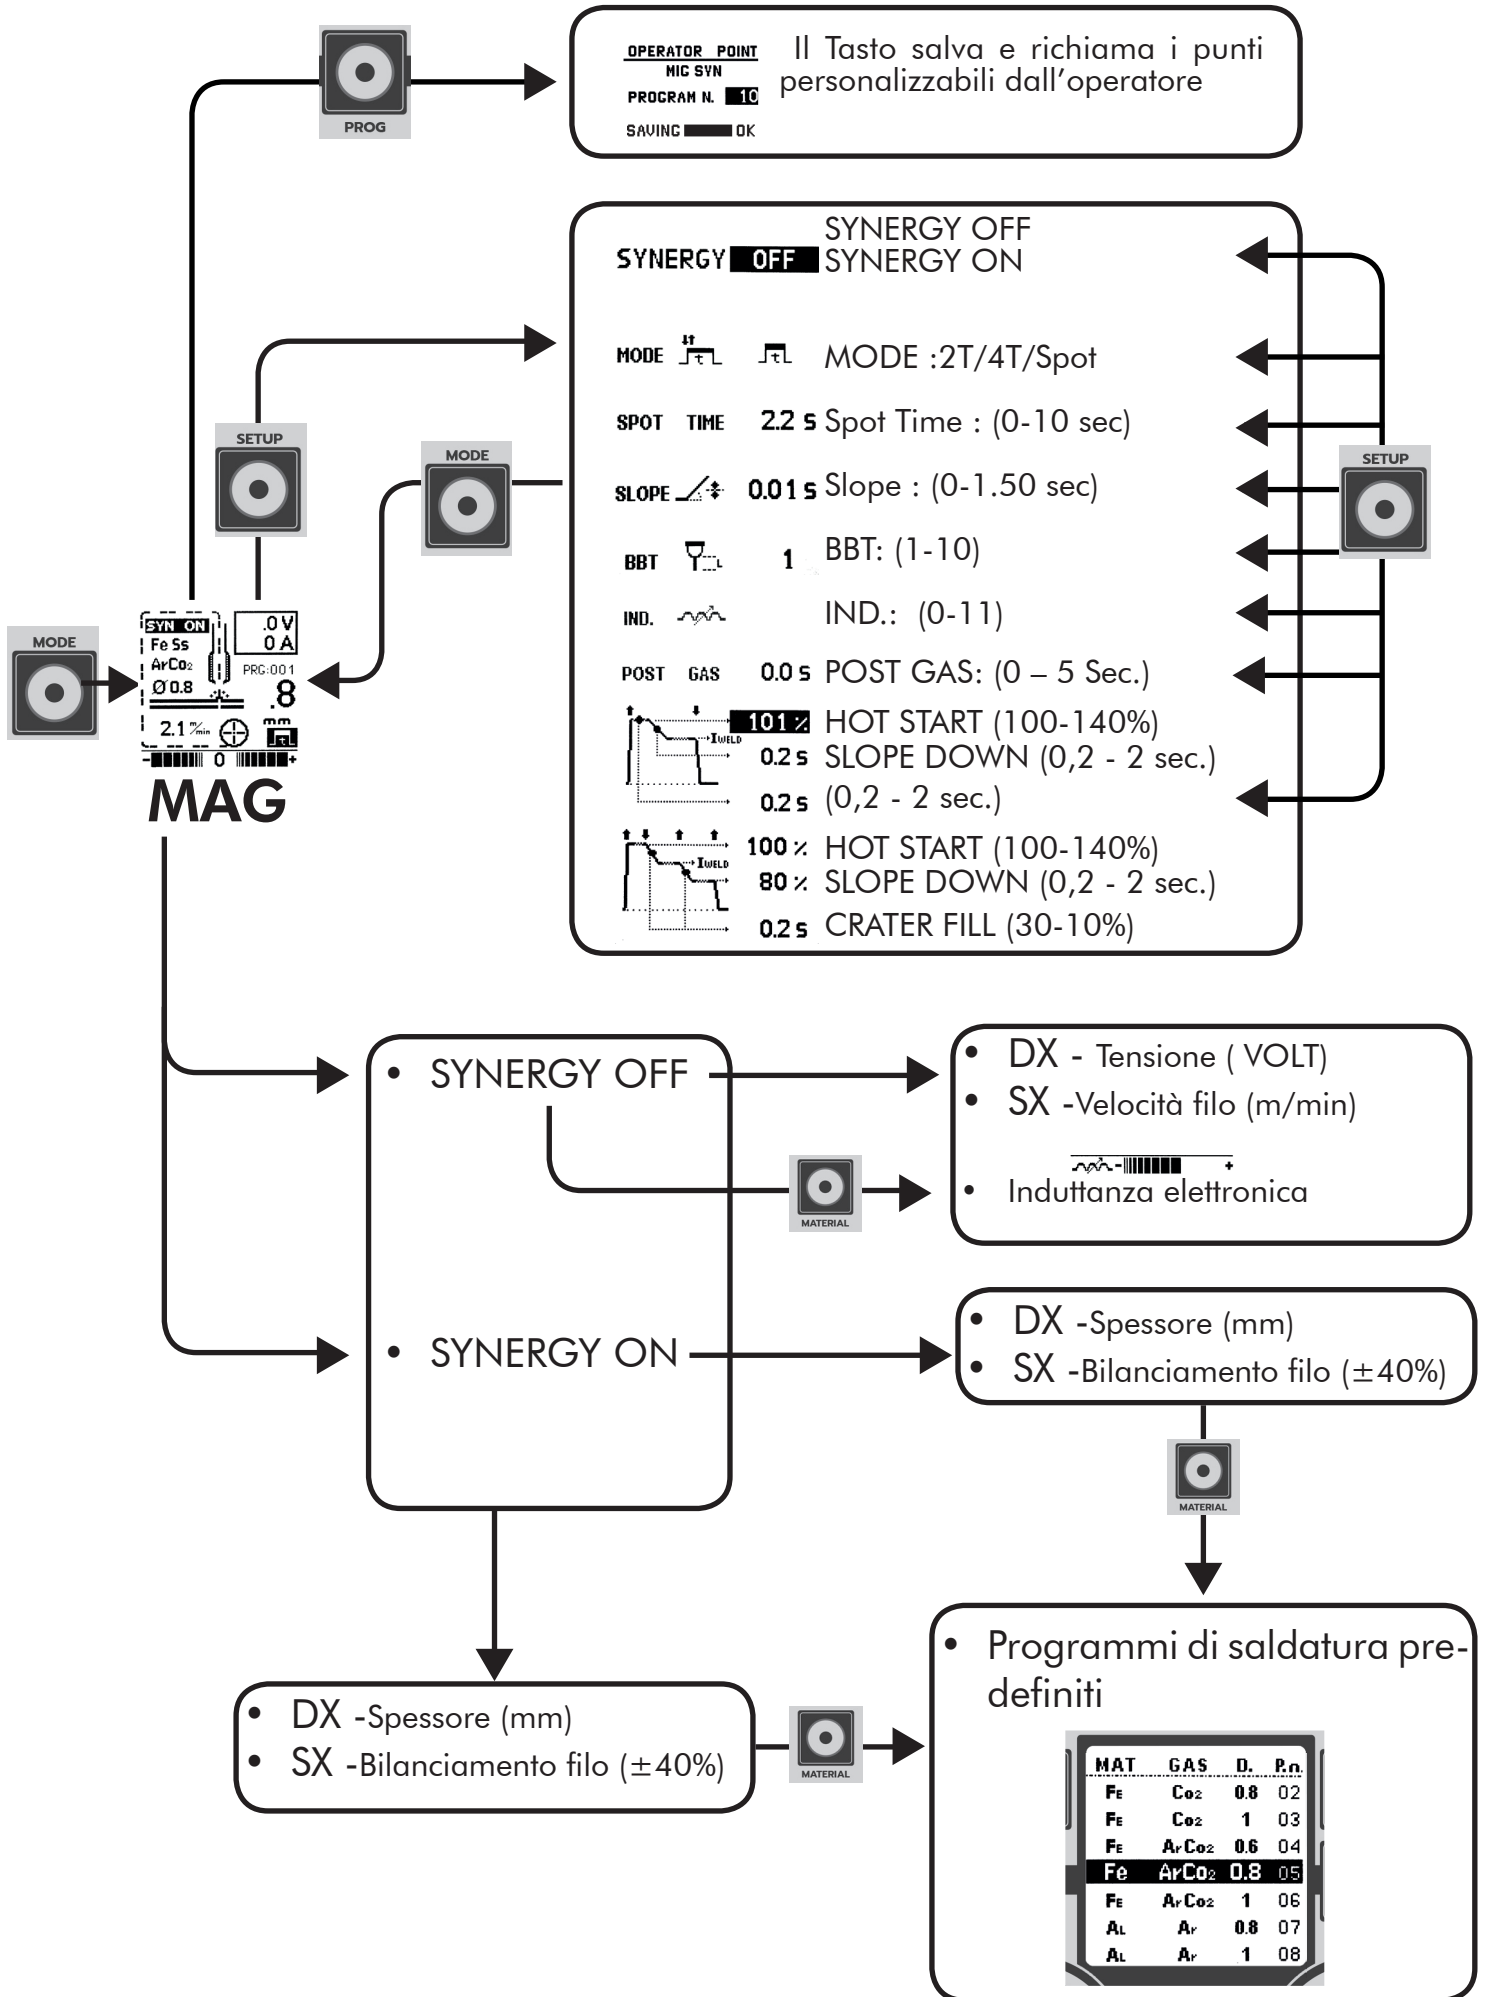 OPERATOR POINT
MIG SYN
PROGRAM N. 10
SAVING OK
Il Tasto salva e richiama i punti
personalizzabili dall'operatore
PROG
SYNERGY OFF
SYNERGY OFF
SYNERGY ON
MODE t t MODE :2T/4T/Spot
SPOT TIME 2.2 s Spot Time : (0-10 sec)
SLOPE 0.01 s Slope : (0-1.50 sec)
BBT L 1 BBT: (1-10)
IND. IND.: (0-11)
POST GAS 0.0 s POST GAS: (0 – 5 Sec.)
IWELD
101 % HOT START (100-140%)
0.2 s SLOPE DOWN (0,2 - 2 sec.)
0.2 s (0,2 - 2 sec.)
IWELD
100 % HOT START (100-140%)
80 % SLOPE DOWN (0,2 - 2 sec.)
0.2 s CRATER FILL (30-10%)
SETUP
MODE
SETUP
MODE
SYN ON .0 V
Fe Ss 0 A
ArCo2 PRG:001
Ø 0.8 .8
2.1 m/min mm
t
- 0 +
MAG
• SYNERGY OFF
• DX - Tensione ( VOLT)
• SX -Velocità filo (m/min)
- +
• Induttanza elettronica
MATERIAL
• SYNERGY ON
• DX -Spessore (mm)
• SX -Bilanciamento filo (±40%)
MATERIAL
• DX -Spessore (mm)
• SX -Bilanciamento filo (±40%)
MATERIAL
• Programmi di saldatura pre-
definiti
MAT GAS D. P.n.
FE Co2 0.8 02
FE Co2 1 03
FE ArCo2 0.6 04
Fe ArCo2 0.8 05
FE ArCo2 1 06
AL Ar 0.8 07
AL Ar 1 08